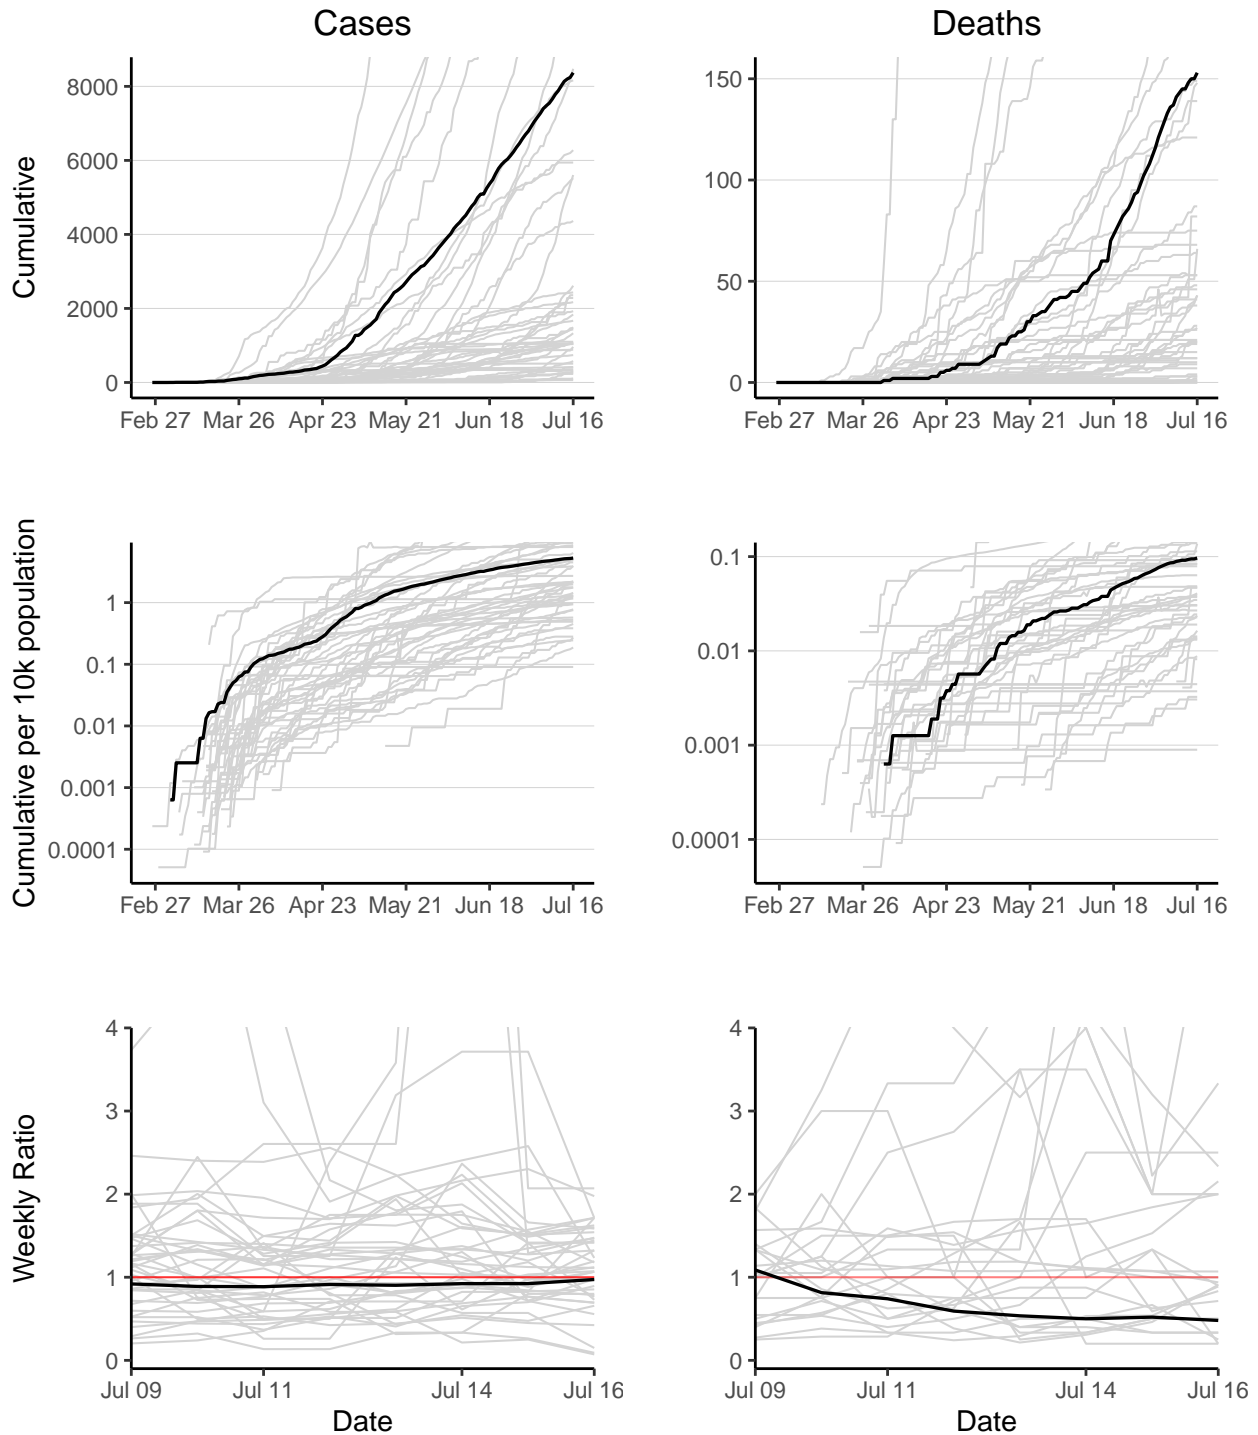 Cases
Deaths
Cumulative
8000
6000
4000
2000
0
Feb 27 Mar 26 Apr 23 May 21 Jun 18 Jul 16
150
100
50
0
Feb 27 Mar 26 Apr 23 May 21 Jun 18 Jul 16
Cumulative per 10k population
1
0.1
0.01
0.001
0.0001
Feb 27 Mar 26 Apr 23 May 21 Jun 18 Jul 16
0.1
0.01
0.001
0.0001
Feb 27 Mar 26 Apr 23 May 21 Jun 18 Jul 16
Weekly Ratio
4
3
2
1
0
Jul 09 Jul 11 Jul 14 Jul 16
Date
4
3
2
1
0
Jul 09 Jul 11 Jul 14 Jul 16
Date